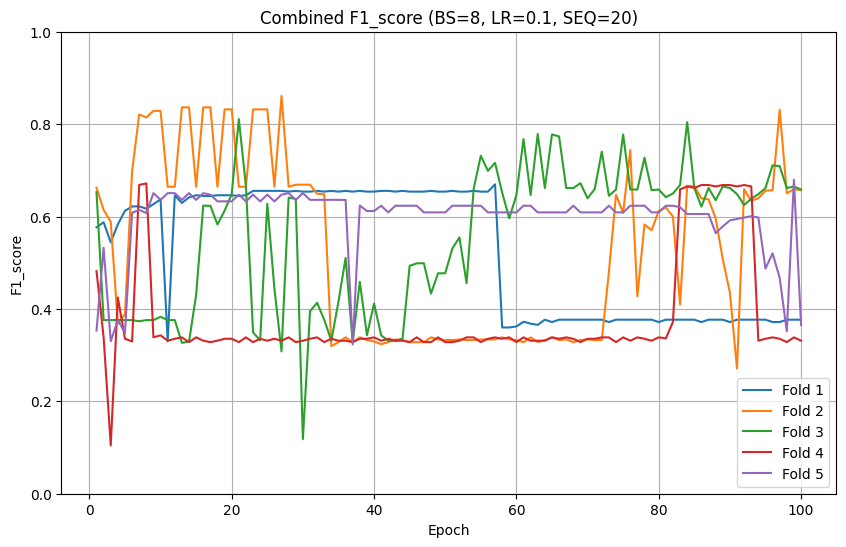 Combined F1_score (BS=8, LR=0.1, SEQ=20)
1.0
0.8
0.6
0.4
0.2
0.0
F1_score
0 20 40 60 80 100
Epoch
Fold 1
Fold 2
Fold 3
Fold 4
Fold 5